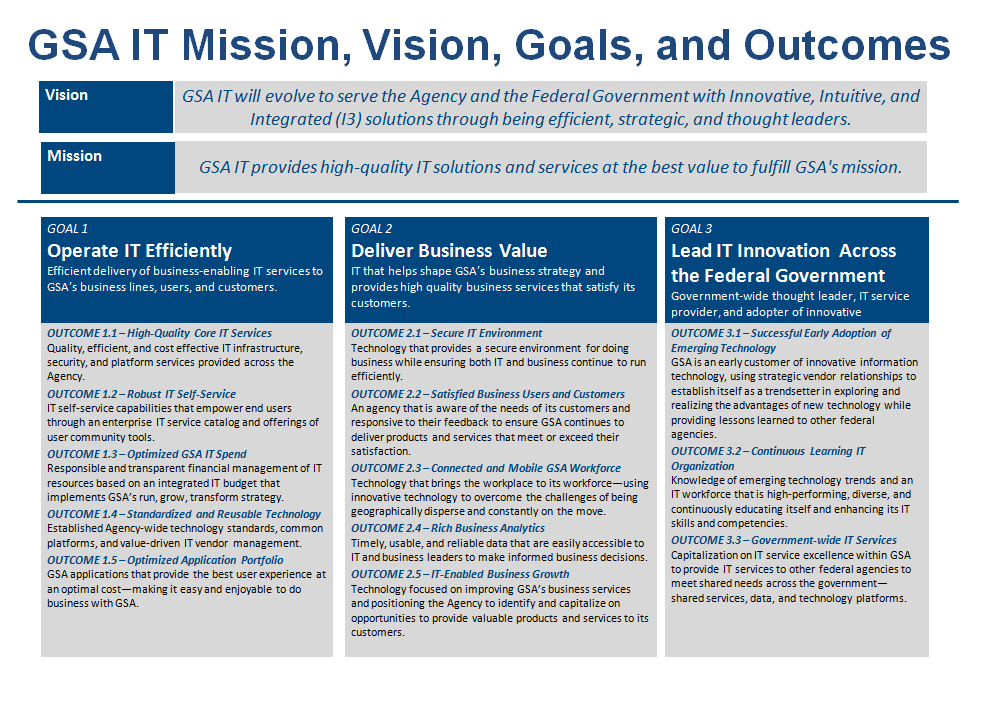 GSA IT Mission, Vision, Goals, and Outcomes
Vision
GSA IT will evolve to serve the Agency and the Federal Government with Innovative, Intuitive, and
Integrated (I3) solutions through being efficient, strategic, and thought leaders.
Mission
GSA IT provides high-quality IT solutions and services at the best value to fulfill GSA's mission.
GOAL 1
Operate IT Efficiently
Efficient delivery of business-enabling IT services to
GSA's business lines, users, and customers.
OUTCOME 1.1 – High-Quality Core IT Services
Quality, efficient, and cost effective IT infrastructure,
security, and platform services provided across the
Agency.
OUTCOME 1.2 – Robust IT Self-Service
IT self-service capabilities that empower end users
through an enterprise IT service catalog and offerings of
user community tools.
OUTCOME 1.3 – Optimized GSA IT Spend
Responsible and transparent financial management of IT
resources based on an integrated IT budget that
implements GSA's run, grow, transform strategy.
OUTCOME 1.4 – Standardized and Reusable Technology
Established Agency-wide technology standards, common
platforms, and value-driven IT vendor management.
OUTCOME 1.5 – Optimized Application Portfolio
GSA applications that provide the best user experience at
an optimal cost—making it easy and enjoyable to do
business with GSA.
GOAL 2
Deliver Business Value
IT that helps shape GSA's business strategy and
provides high quality business services that satisfy its
customers.
OUTCOME 2.1 – Secure IT Environment
Technology that provides a secure environment for doing
business while ensuring both IT and business continue to run
efficiently.
OUTCOME 2.2 – Satisfied Business Users and Customers
An agency that is aware of the needs of its customers and
responsive to their feedback to ensure GSA continues to
deliver products and services that meet or exceed their
satisfaction.
OUTCOME 2.3 – Connected and Mobile GSA Workforce
Technology that brings the workplace to its workforce—using
innovative technology to overcome the challenges of being
geographically disperse and constantly on the move.
OUTCOME 2.4 – Rich Business Analytics
Timely, usable, and reliable data that are easily accessible to
IT and business leaders to make informed business decisions.
OUTCOME 2.5 – IT-Enabled Business Growth
Technology focused on improving GSA's business services
and positioning the Agency to identify and capitalize on
opportunities to provide valuable products and services to its
customers.
GOAL 3
Lead IT Innovation Across
the Federal Government
Government-wide thought leader, IT service
provider, and adopter of innovative
OUTCOME 3.1 – Successful Early Adoption of
Emerging Technology
GSA is an early customer of innovative information
technology, using strategic vendor relationships to
establish itself as a trendsetter in exploring and
realizing the advantages of new technology while
providing lessons learned to other federal
agencies.
OUTCOME 3.2 – Continuous Learning IT
Organization
Knowledge of emerging technology trends and an
IT workforce that is high-performing, diverse, and
continuously educating itself and enhancing its IT
skills and competencies.
OUTCOME 3.3 – Government-wide IT Services
Capitalization on IT service excellence within GSA
to provide IT services to other federal agencies to
meet shared needs across the government—
shared services, data, and technology platforms.